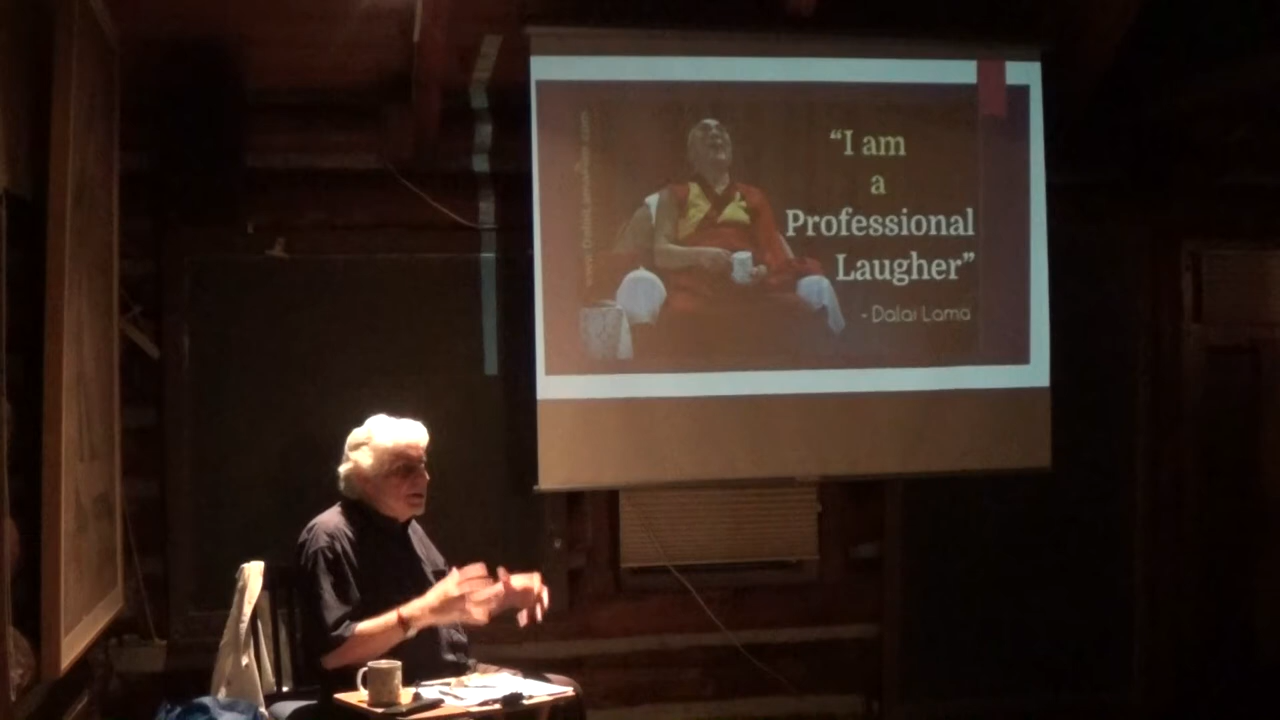 “I am
a
Professional
Laugher”
- Dalai Lama